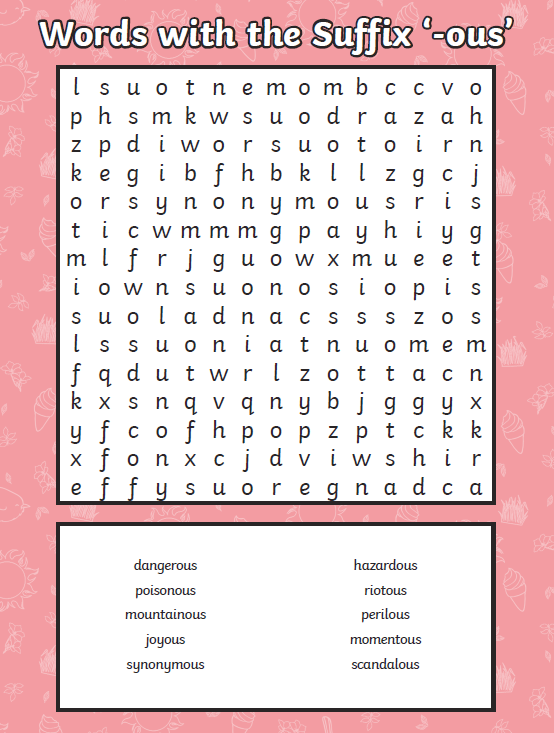 Words with the Suffix ‘-ous’
l s u o t n e m o m b c c v o
p h s m k w s u o d r a z a h
z p d i w o r s u o t o i r n
k e g i b f h b k l l z g c j
o r s y n o n y m o u s r i s
t i c w m m m g p a y h i y g
m l f r j g u o w x m u e e t
i o w n s u o n o s i o p i s
s u o l a d n a c s s s z o s
l s s u o n i a t n u o m e m
f q d u t w r l z o t t a c n
k x s n q v q n y b j g g y x
y f c o f h p o p z p t c k k
x f o n x c j d v i w s h i r
e f f y s u o r e g n a d c a
dangerous hazardous
poisonous riotous
mountainous perilous
joyous momentous
synonymous scandalous